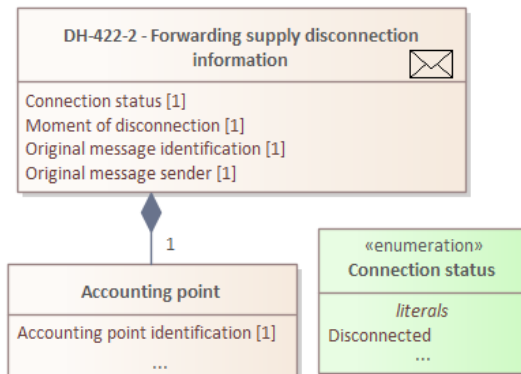 DH-422-2 - Forwarding supply disconnection
information
Connection status [1]
Moment of disconnection [1]
Original message identification [1]
Original message sender [1]
1
Accounting point
Accounting point identification [1]
...
«enumeration»
Connection status
literals
Disconnected
...